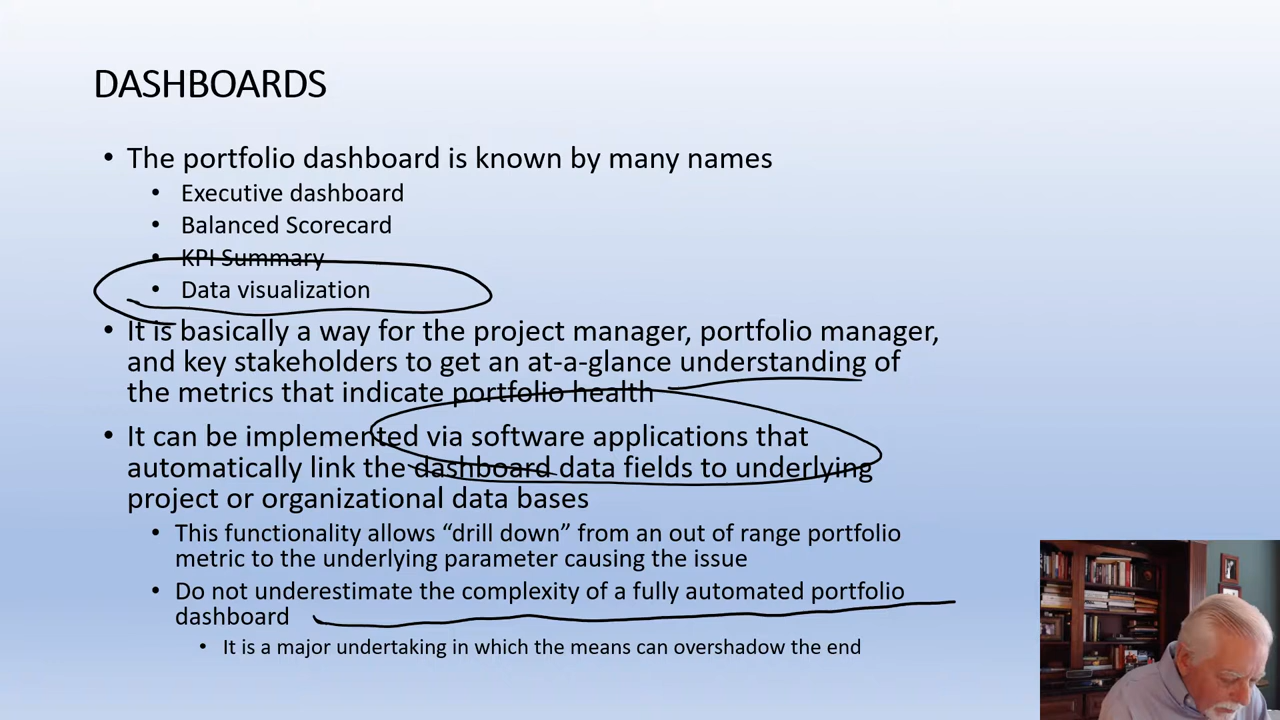 DASHBOARDS
• The portfolio dashboard is known by many names
• Executive dashboard
• Balanced Scorecard
• KPI Summary
• Data visualization
• It is basically a way for the project manager, portfolio manager,
and key stakeholders to get an at-a-glance understanding of
the metrics that indicate portfolio health
• It can be implemented via software applications that
automatically link the dashboard data fields to underlying
project or organizational data bases
• This functionality allows “drill down” from an out of range portfolio
metric to the underlying parameter causing the issue
• Do not underestimate the complexity of a fully automated portfolio
dashboard
• It is a major undertaking in which the means can overshadow the end